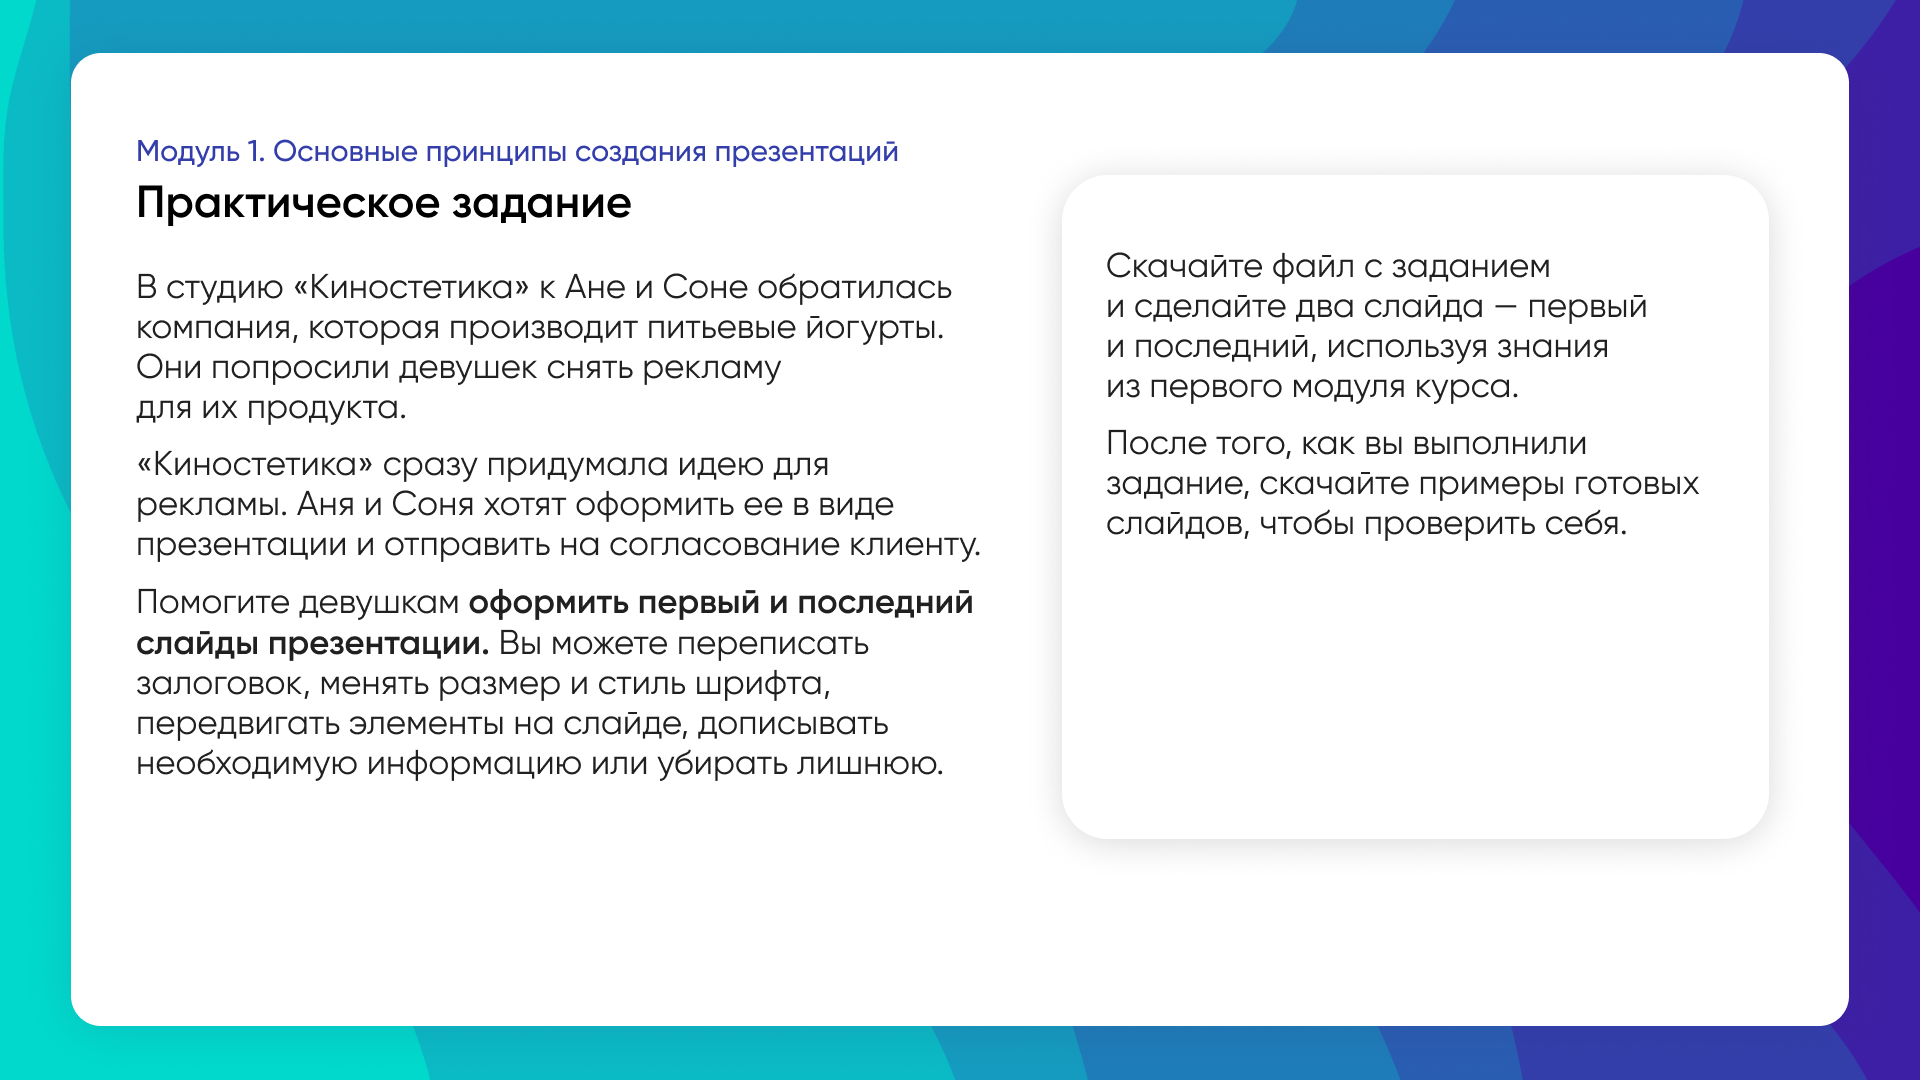 Модуль 1. Основные принципы создания презентаций
Практическое задание
В студию «Киностетика» к Ане и Соне обратилась
компания, которая производит питьевые йогурты.
Они попросили девушек снять рекламу
для их продукта.
«Киностетика» сразу придумала идею для
рекламы. Аня и Соня хотят оформить ее в виде
презентации и отправить на согласование клиенту.
Помогите девушкам оформить первый и последний
слайды презентации. Вы можете переписать
залоговок, менять размер и стиль шрифта,
передвигать элементы на слайде, дописывать
необходимую информацию или убирать лишнюю.
Скачайте файл с заданием
и сделайте два слайда — первый
и последний, используя знания
из первого модуля курса.
После того, как вы выполнили
задание, скачайте примеры готовых
слайдов, чтобы проверить себя.